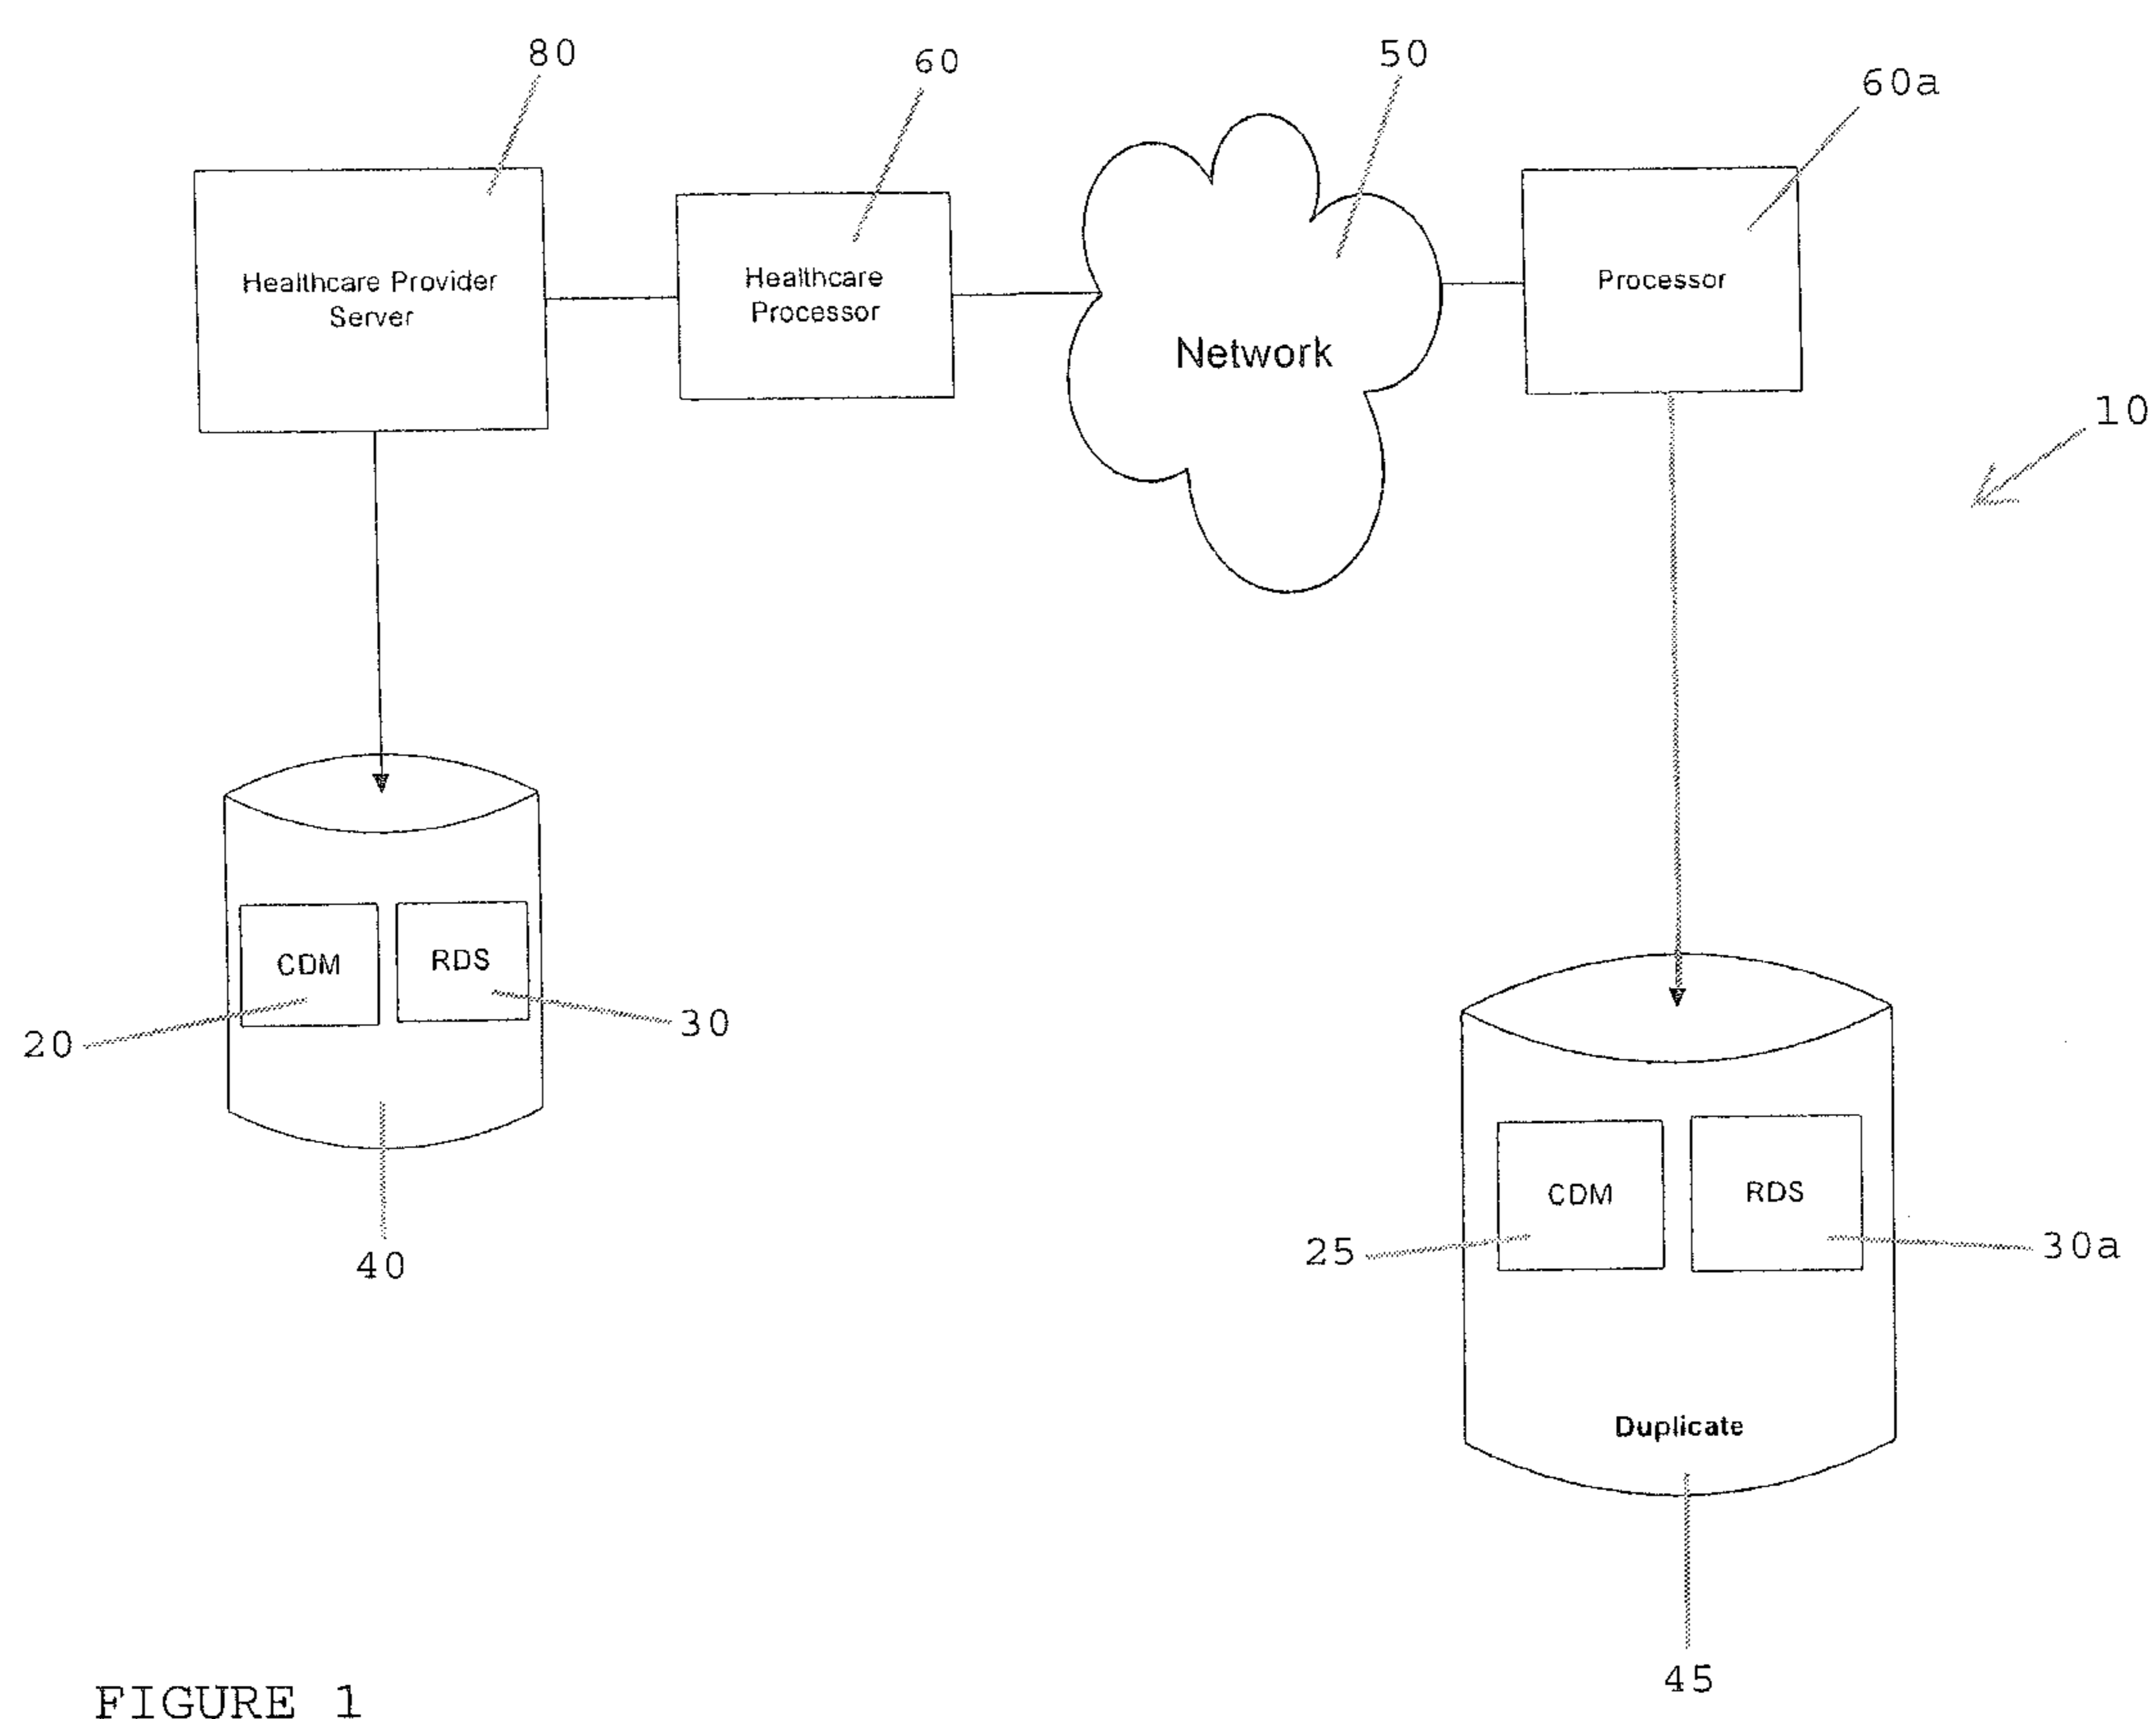 80
60
50
60a
Healthcare Provider
Server
Healthcare
Processor
Network
Processor
10
CDM
RDS
20
30
40
CDM
RDS
25
30a
Duplicate
45
FIGURE 1